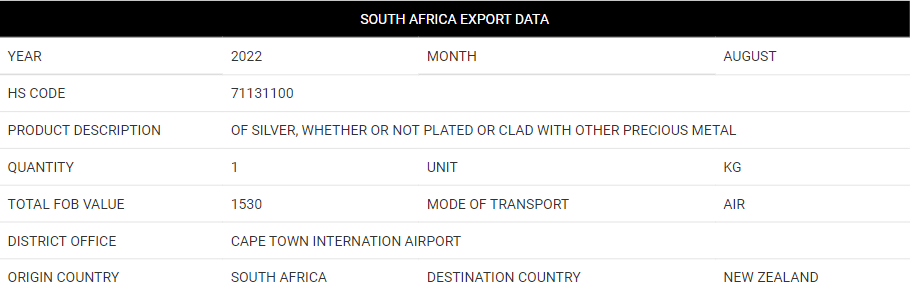 SOUTH AFRICA EXPORT DATA
YEAR 2022 MONTH AUGUST
HS CODE 71131100
PRODUCT DESCRIPTION OF SILVER, WHETHER OR NOT PLATED OR CLAD WITH OTHER PRECIOUS METAL
QUANTITY 1 UNIT KG
TOTAL FOB VALUE 1530 MODE OF TRANSPORT AIR
DISTRICT OFFICE CAPE TOWN INTERNATION AIRPORT
ORIGIN COUNTRY SOUTH AFRICA DESTINATION COUNTRY NEW ZEALAND